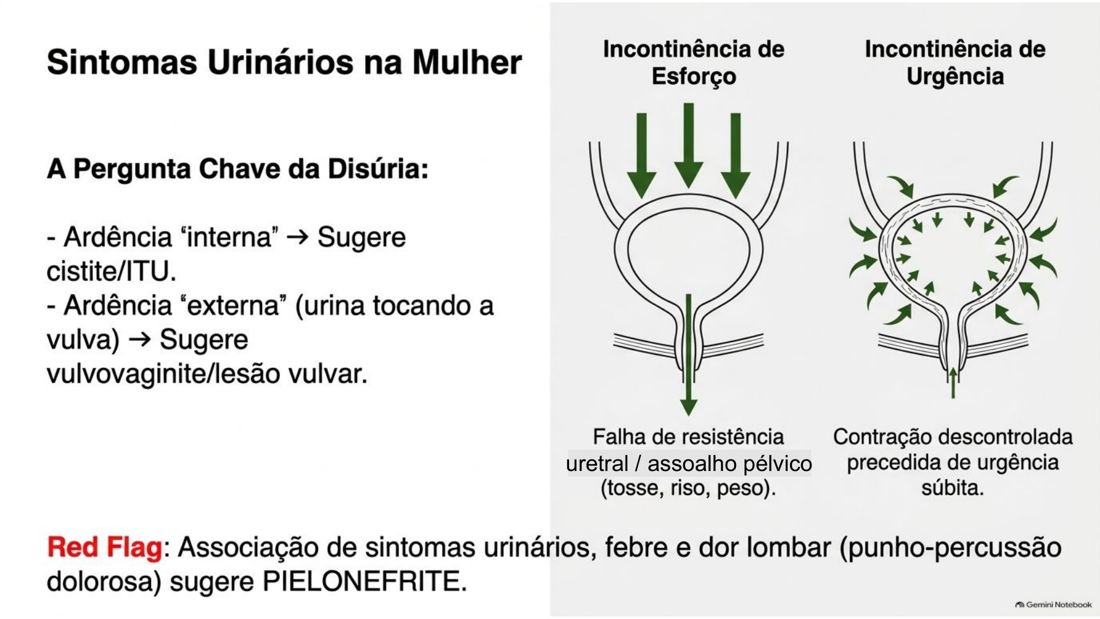 Sintomas Urinários na Mulher
A Pergunta Chave da Disúria:
- Ardência “interna” → Sugere
cistite/ITU.
- Ardência “externa” (urina tocando a
vulva) → Sugere
vulvovaginite/lesão vulvar.
Incontinência de
Esforço
Falha de resistência
uretral / assoalho pélvico
(tosse, riso, peso).
Incontinência de
Urgência
Contração descontrolada
precedida de urgência
súbita.
Red Flag: Associação de sintomas urinários, febre e dor lombar (punho-percussão
dolorosa) sugere PIELONEFRITE.
Gemini Notebook